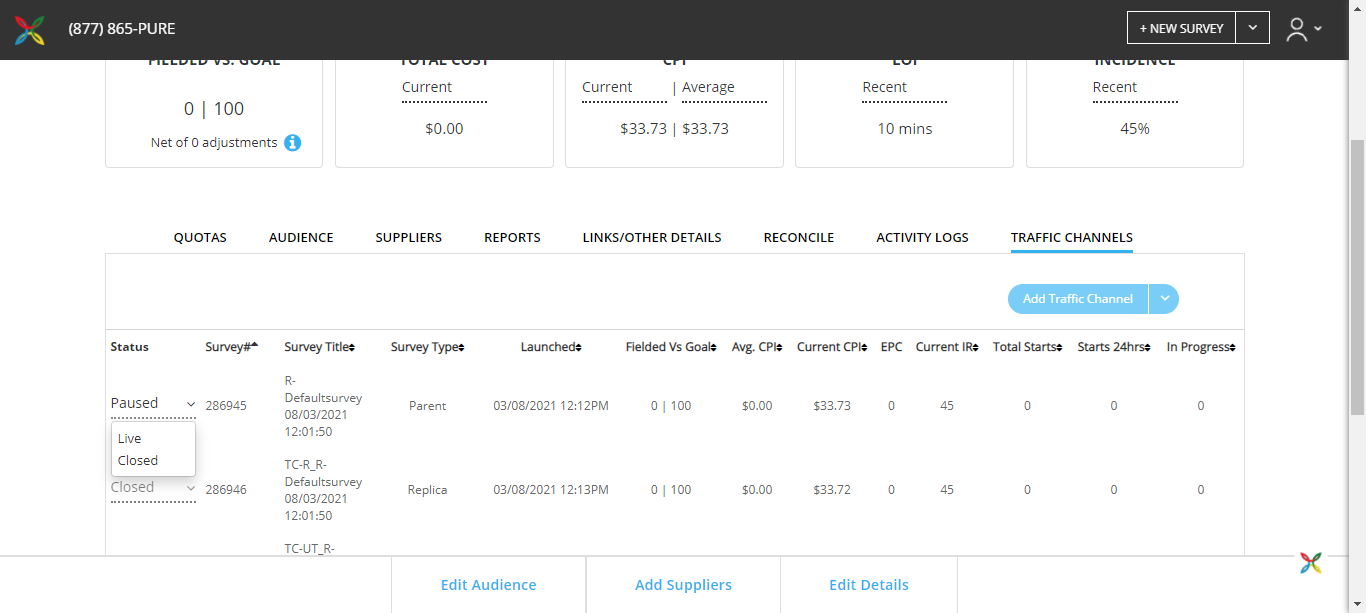 (877) 865-PURE
+ NEW SURVEY
FIELDED VS. GOAL
TOTAL COST
CPI
LOI
INCIDENCE
Current
Current | Average
Recent
Recent
0 | 100
$0.00
$33.73 | $33.73
10 mins
45%
Net of 0 adjustments
QUOTAS
AUDIENCE
SUPPLIERS
REPORTS
LINKS/OTHER DETAILS
RECONCILE
ACTIVITY LOGS
TRAFFIC CHANNELS
Add Traffic Channel
Status Survey# Survey Title Survey Type Launched Fielded Vs Goal Avg. CPI Current CPI EPC Current IR Total Starts Starts 24hrs In Progress
Paused
286945
R-
Defaultsurvey
08/03/2021
12:01:50
Parent
03/08/2021 12:12PM
0 | 100
$0.00
$33.73
0
45
0
0
0
Live
Closed
Closed
286946
TC-R_R-
Defaultsurvey
08/03/2021
12:01:50
Replica
03/08/2021 12:13PM
0 | 100
$0.00
$33.72
0
45
0
0
0
TC-UT_R-
Edit Audience
Add Suppliers
Edit Details